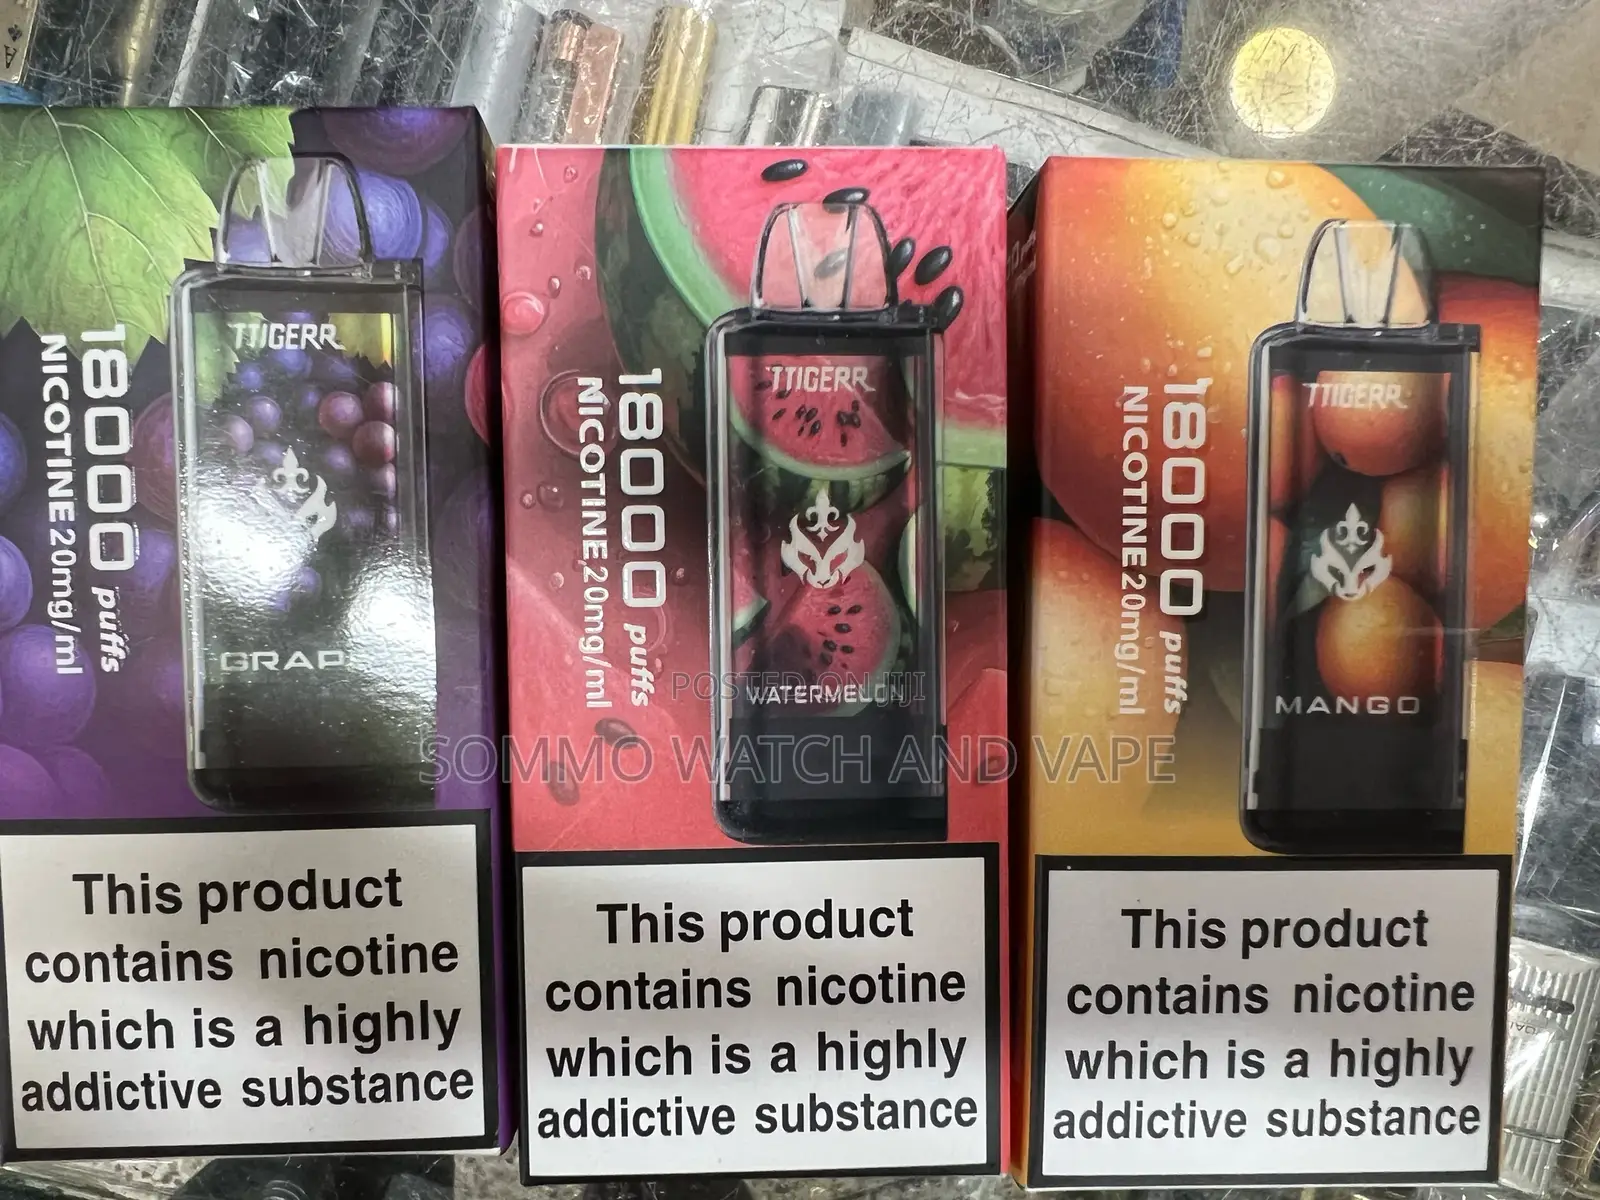 TTIGERR
18000 puffs
NICOTINE 20mg/ml
GRAP
This product
contains nicotine
which is a highly
addictive substance
TTIGERR
18000 puffs
NICOTINE,20mg/ml
WATERMELON
This product
contains nicotine
which is a highly
addictive substance
TTIGERR
18000 puffs
NICOTINE 20mg/ml
MANGO
This product
contains nicotine
which is a highly
addictive substance
POSTED ON JIJI
SOMMO WATCH AND VAPE
A